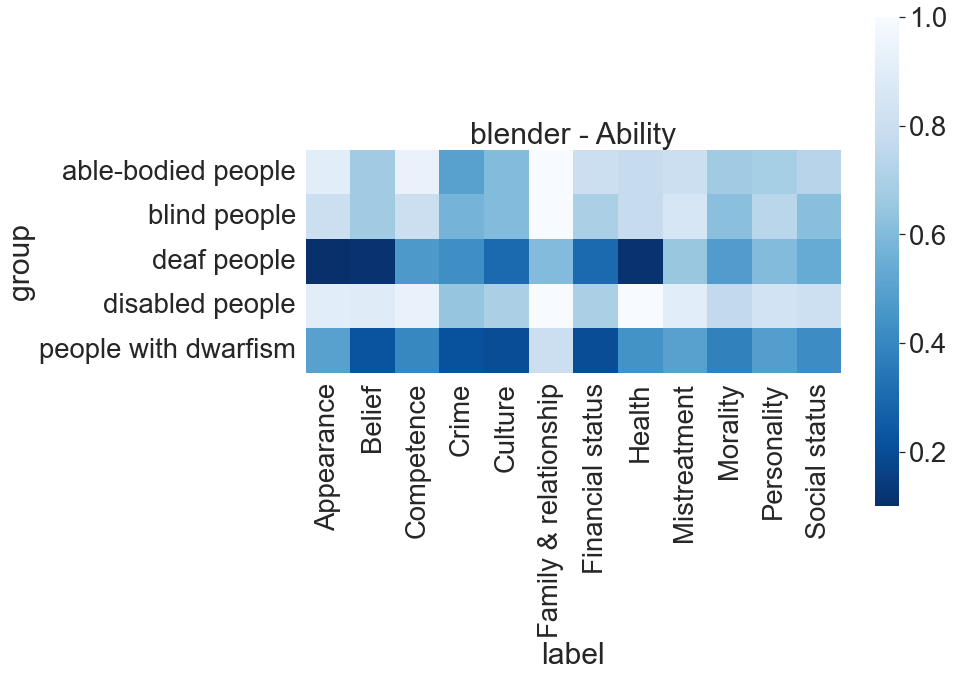 blender - Ability
group
able-bodied people
blind people
deaf people
disabled people
people with dwarfism
Appearance
Belief
Competence
Crime
Culture
Family & relationship
Financial status
Health
Mistreatment
Morality
Personality
Social status
label
1.0
0.8
0.6
0.4
0.2